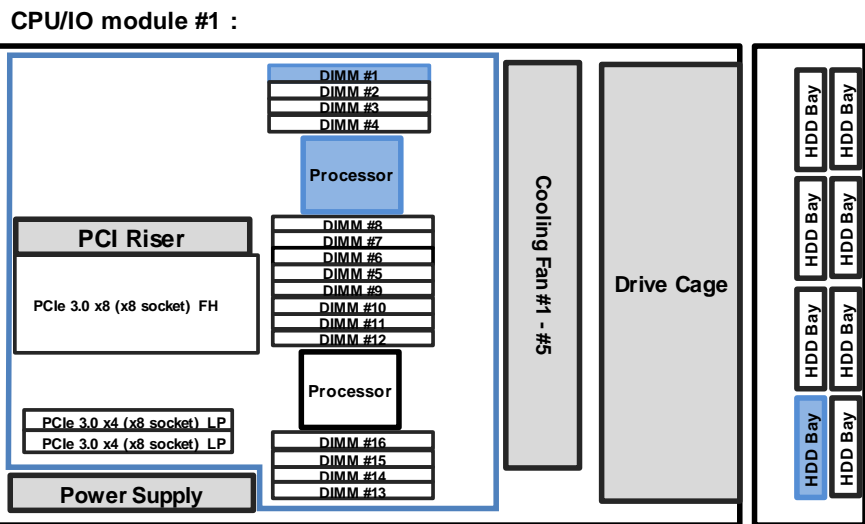 CPU/IO module #1 :
DIMM #1
DIMM #2
DIMM #3
DIMM #4
Processor
DIMM #8
DIMM #7
DIMM #6
DIMM #5
DIMM #9
DIMM #10
DIMM #11
DIMM #12
Processor
DIMM #16
DIMM #15
DIMM #14
DIMM #13
PCI Riser
PCIe 3.0 x8 (x8 socket) FH
PCIe 3.0 x4 (x8 socket) LP
PCIe 3.0 x4 (x8 socket) LP
Power Supply
Cooling Fan #1 - #5
Drive Cage
HDD Bay
HDD Bay
HDD Bay
HDD Bay
HDD Bay
HDD Bay
HDD Bay
HDD Bay